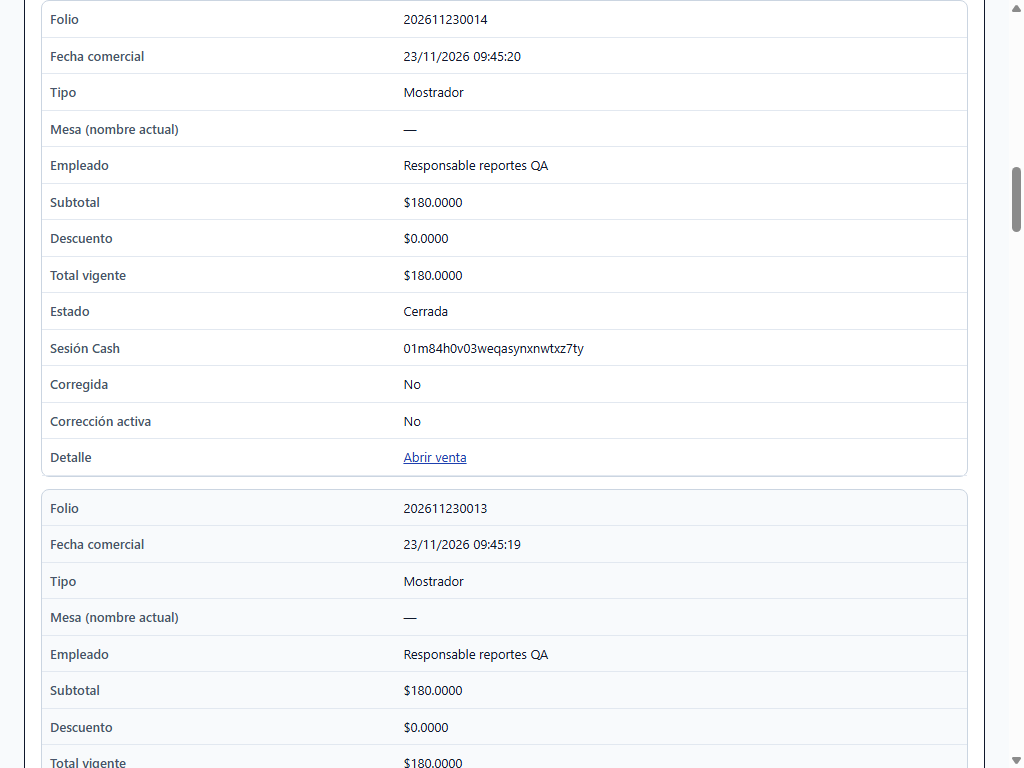 Folio 202611230014
Fecha comercial 23/11/2026 09:45:20
Tipo Mostrador
Mesa (nombre actual) —
Empleado Responsable reportes QA
Subtotal $180.0000
Descuento $0.0000
Total vigente $180.0000
Estado Cerrada
Sesión Cash 01m84h0v03weqasynxnwtxz7ty
Corregida No
Corrección activa No
Detalle Abrir venta
Folio 202611230013
Fecha comercial 23/11/2026 09:45:19
Tipo Mostrador
Mesa (nombre actual) —
Empleado Responsable reportes QA
Subtotal $180.0000
Descuento $0.0000
Total vigente $180.0000